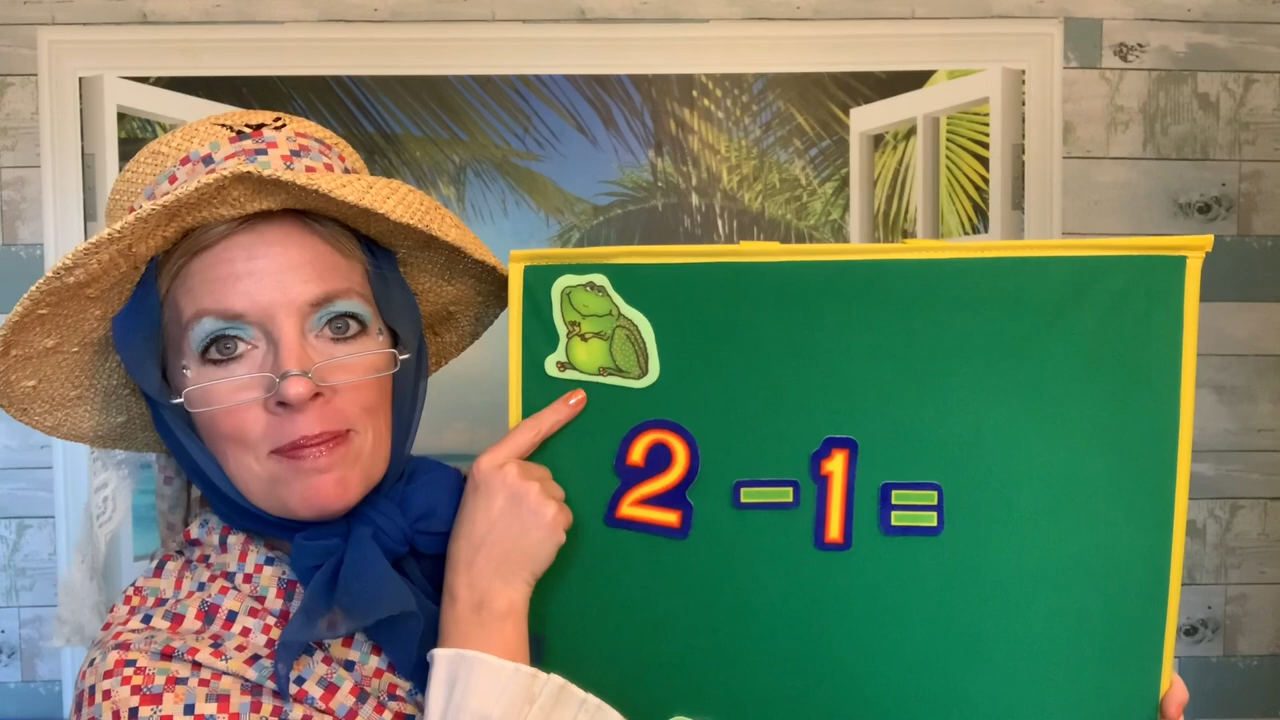 2 - 1 =